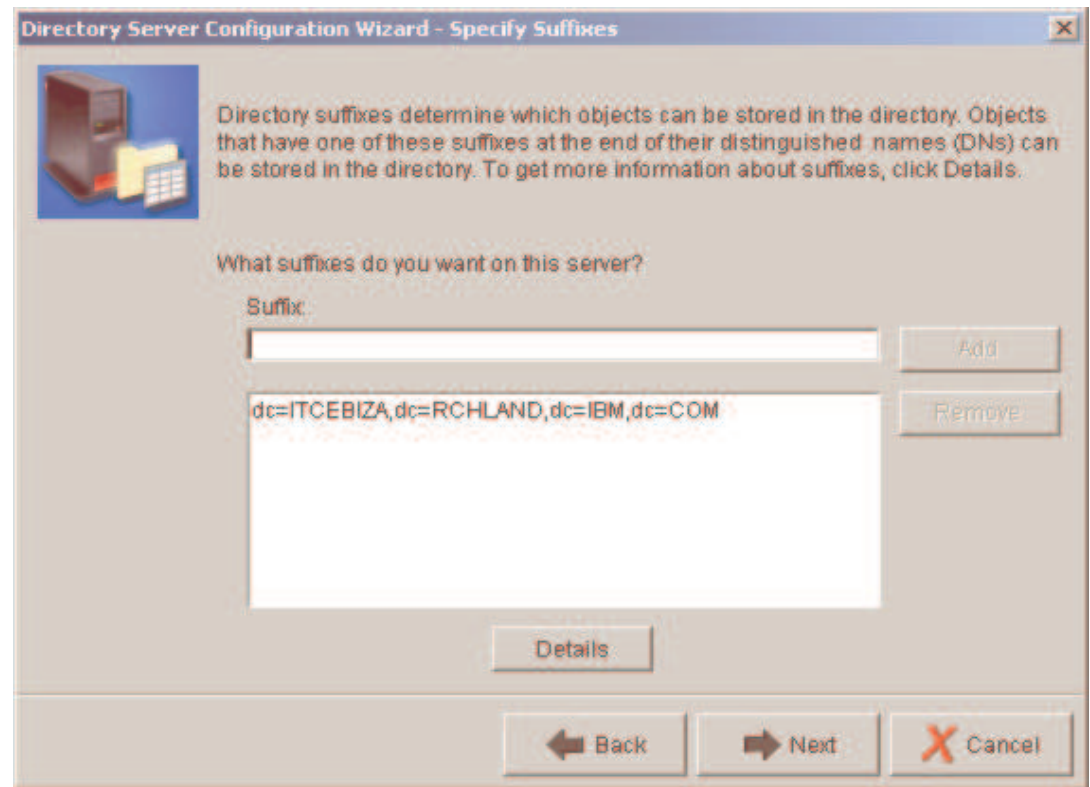 Directory Server Configuration Wizard - Specify Suffixes
Directory suffixes determine which objects can be stored in the directory. Objects
that have one of these suffixes at the end of their distinguished names (DNs) can
be stored in the directory. To get more information about suffixes, click Details.
What suffixes do you want on this server?
Suffix:
Add
dc=ITCEBIZA,dc=RCHLAND,dc=IBM,dc=COM
Remove
Details
Back
Next
Cancel